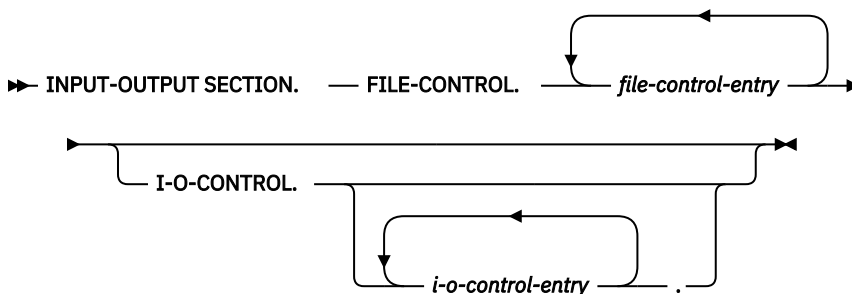 INPUT-OUTPUT SECTION. FILE-CONTROL. file-control-entry
I-O-CONTROL.
i-o-control-entry .